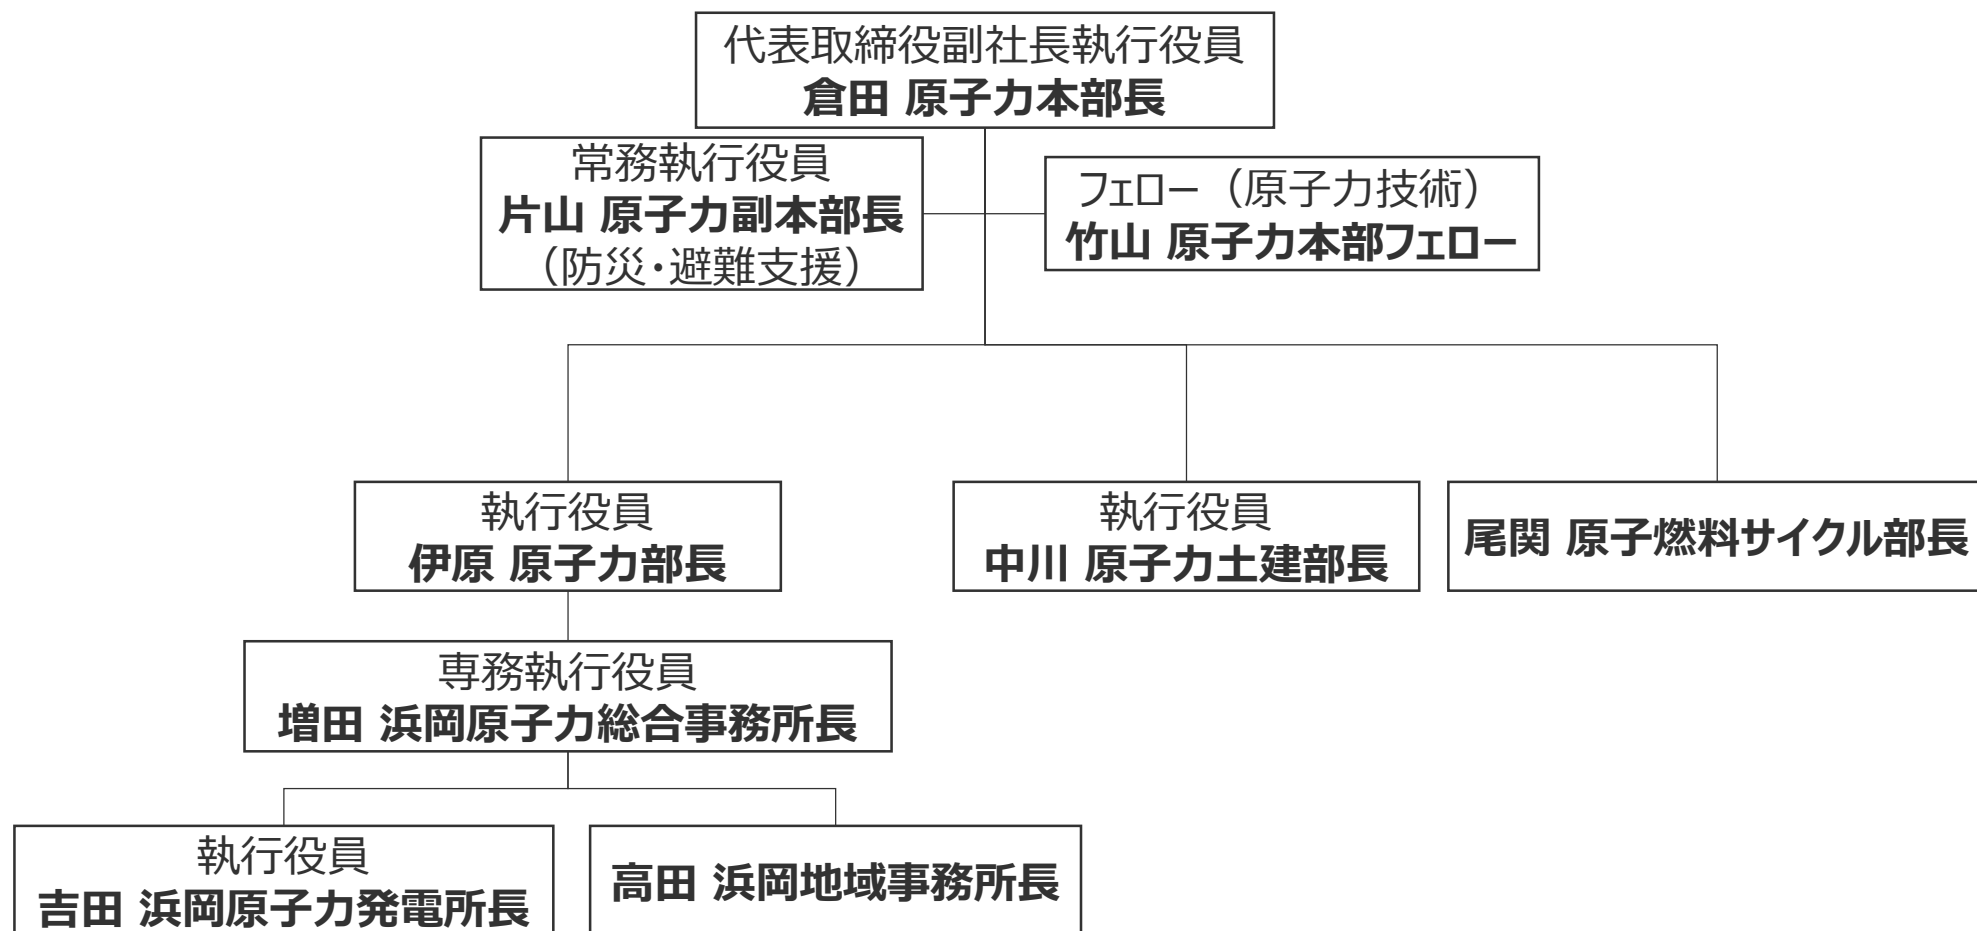 代表取締役副社長執行役員
倉田 原子力本部長
常務執行役員
片山 原子力副本部長
（防災・避難支援）
フェロー（原子力技術）
竹山 原子力本部フェロー
執行役員
伊原 原子力部長
執行役員
中川 原子力土建部長
尾関 原子燃料サイクル部長
専務執行役員
増田 浜岡原子力総合事務所長
執行役員
吉田 浜岡原子力発電所長
高田 浜岡地域事務所長